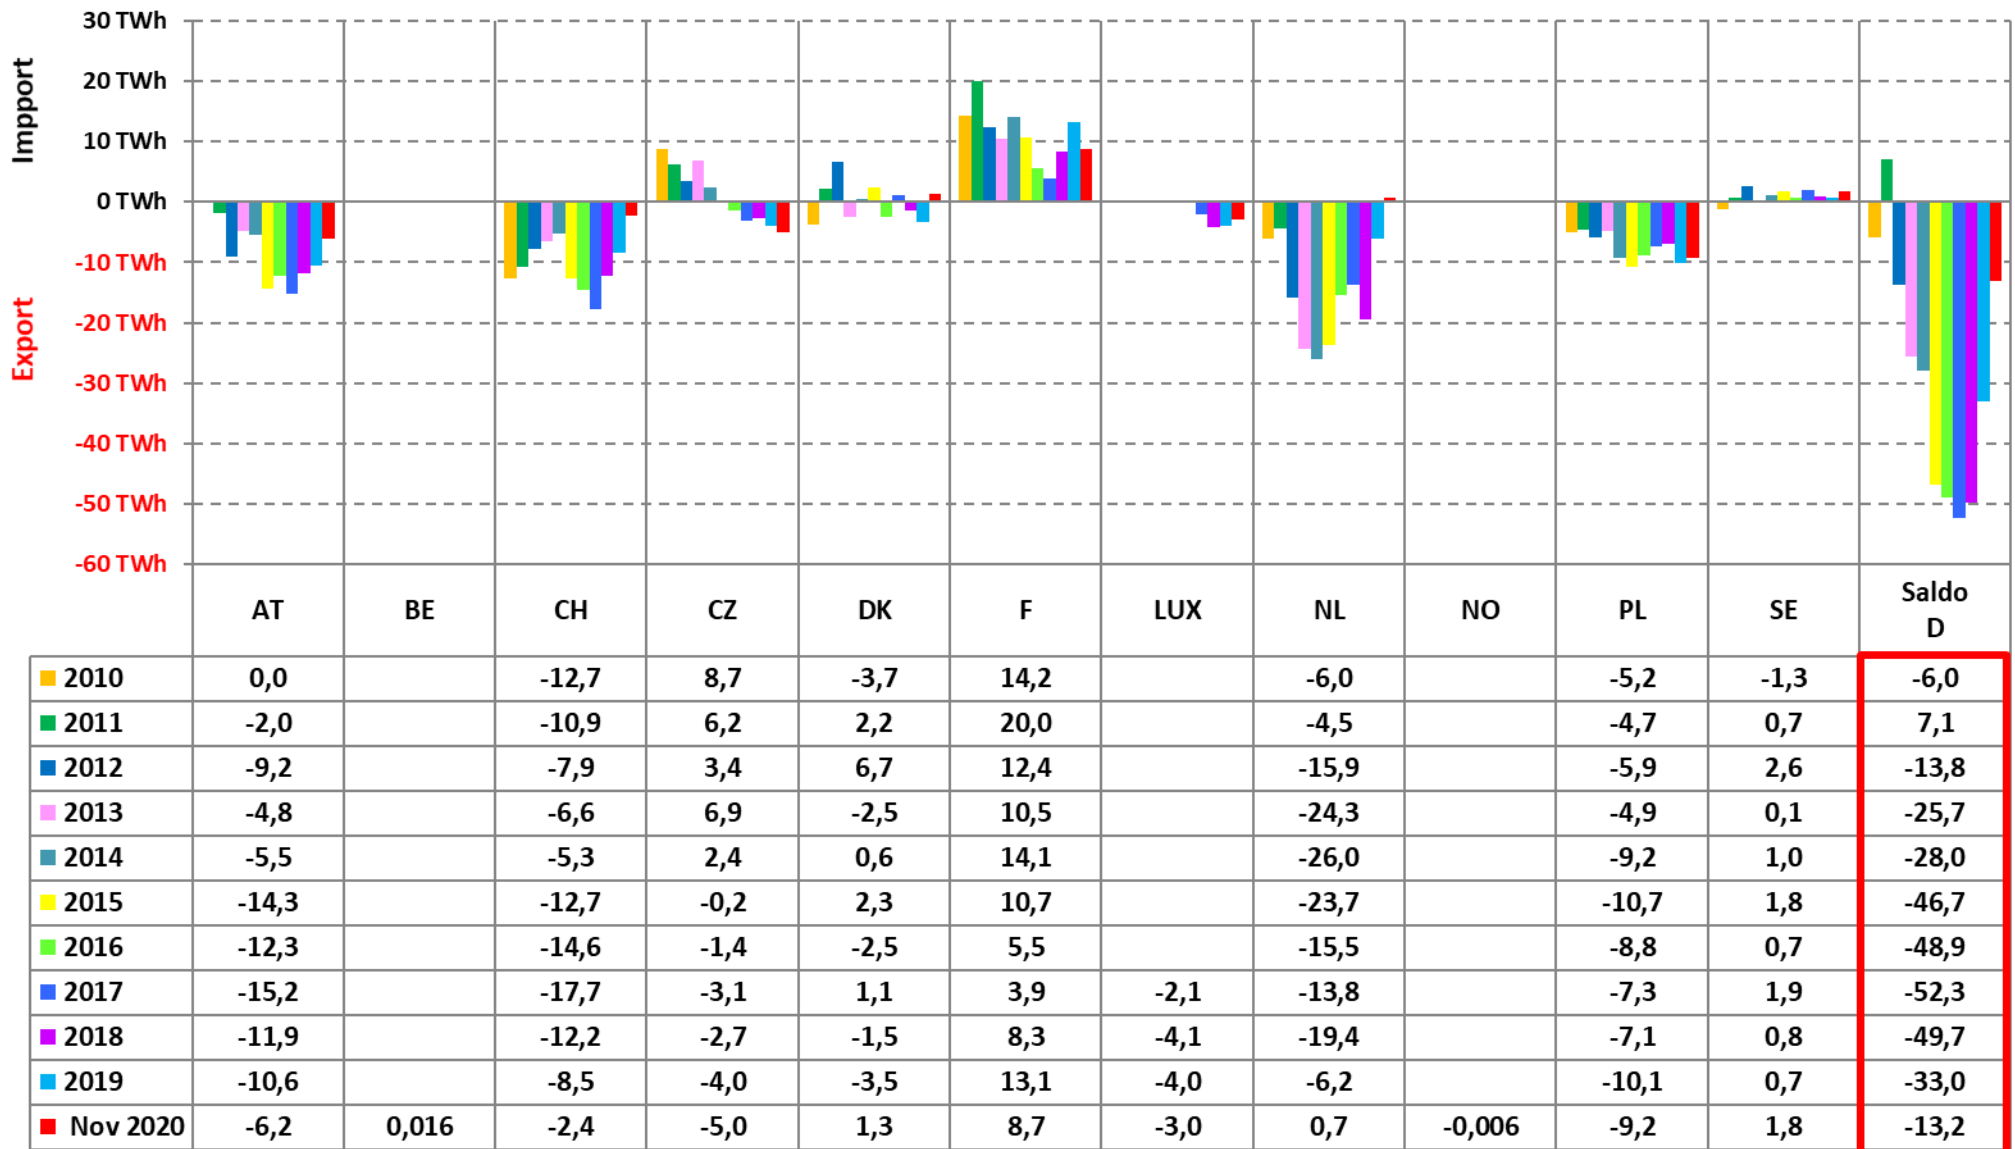 30 TWh
20 TWh
10 TWh
0 TWh
-10 TWh
-20 TWh
-30 TWh
-40 TWh
-50 TWh
-60 TWh
Impport
Export
AT BE CH CZ DK F LUX NL NO PL SE Saldo D
2010 0,0 -12,7 8,7 -3,7 14,2 -6,0 -5,2 -1,3 -6,0
2011 -2,0 -10,9 6,2 2,2 20,0 -4,5 -4,7 0,7 7,1
2012 -9,2 -7,9 3,4 6,7 12,4 -15,9 -5,9 2,6 -13,8
2013 -4,8 -6,6 6,9 -2,5 10,5 -24,3 -4,9 0,1 -25,7
2014 -5,5 -5,3 2,4 0,6 14,1 -26,0 -9,2 1,0 -28,0
2015 -14,3 -12,7 -0,2 2,3 10,7 -23,7 -10,7 1,8 -46,7
2016 -12,3 -14,6 -1,4 -2,5 5,5 -15,5 -8,8 0,7 -48,9
2017 -15,2 -17,7 -3,1 1,1 3,9 -2,1 -13,8 -7,3 1,9 -52,3
2018 -11,9 -12,2 -2,7 -1,5 8,3 -4,1 -19,4 -7,1 0,8 -49,7
2019 -10,6 -8,5 -4,0 -3,5 13,1 -4,0 -6,2 -10,1 0,7 -33,0
Nov 2020 -6,2 0,016 -2,4 -5,0 1,3 8,7 -3,0 0,7 -0,006 -9,2 1,8 -13,2